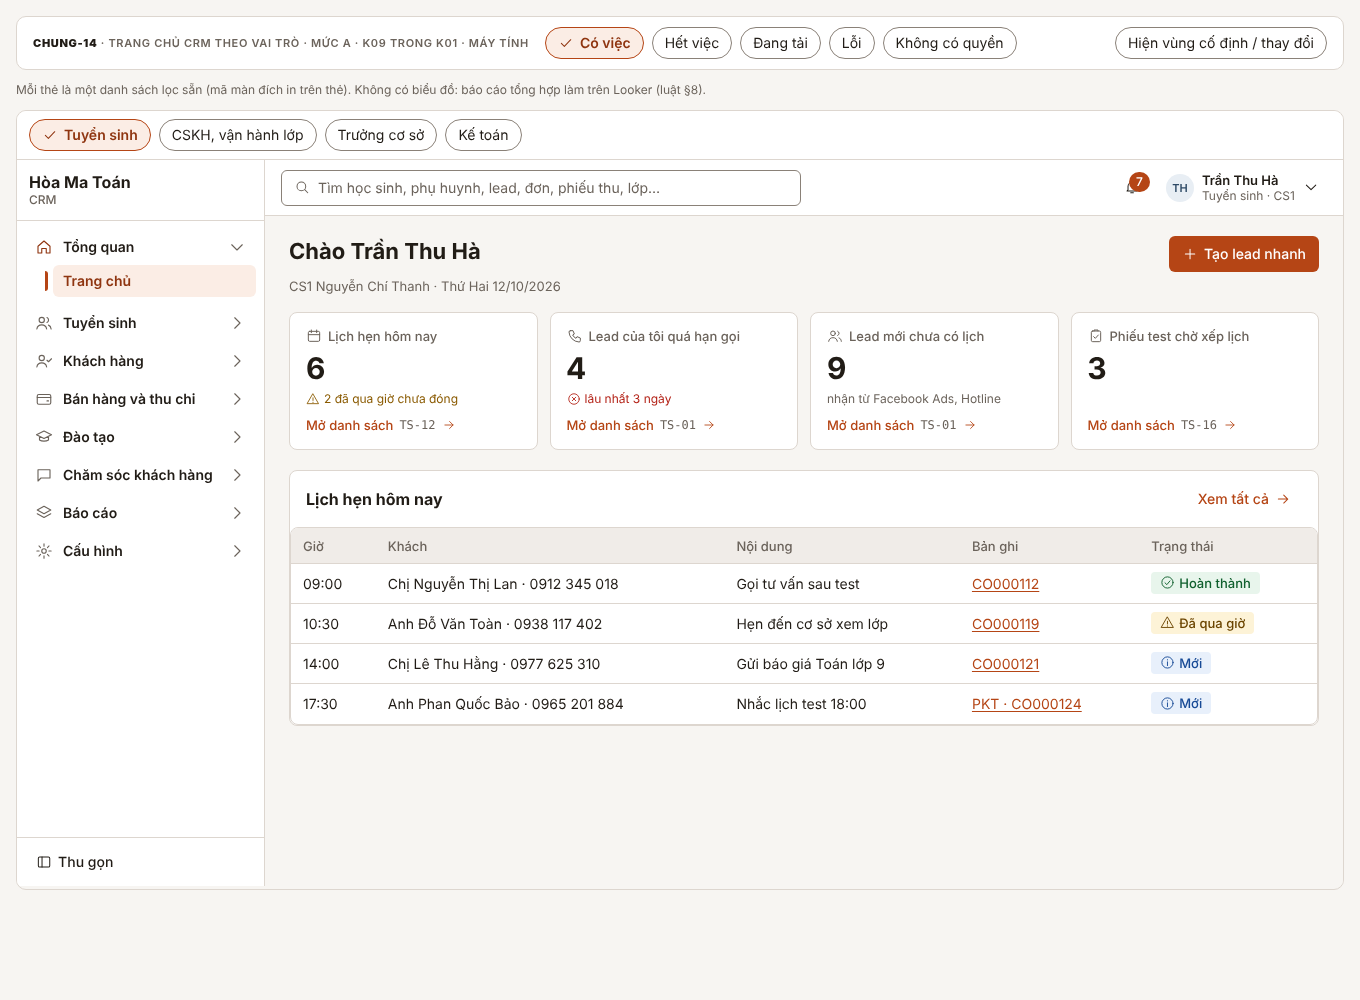 CHUNG-14 · TRANG CHỦ CRM THEO VAI TRÒ · MỨC A · K09 TRONG K01 · MÁY TÍNH
Có việc
Hết việc
Đang tải
Lỗi
Không có quyền
Hiện vùng cố định / thay đổi
Mỗi thẻ là một danh sách lọc sẵn (mã màn đích in trên thẻ). Không có biểu đồ: báo cáo tổng hợp làm trên Looker (luật §8).
Tuyển sinh
CSKH, vận hành lớp
Trưởng cơ sở
Kế toán
Hòa Ma Toán
CRM
Tìm học sinh, phụ huynh, lead, đơn, phiếu thu, lớp...
7
TH
Trần Thu Hà
Tuyển sinh · CS1
Tổng quan
Trang chủ
Tuyển sinh
Khách hàng
Bán hàng và thu chi
Đào tạo
Chăm sóc khách hàng
Báo cáo
Cấu hình
Thu gọn
Chào Trần Thu Hà
CS1 Nguyễn Chí Thanh · Thứ Hai 12/10/2026
Tạo lead nhanh
Lịch hẹn hôm nay
6
2 đã qua giờ chưa đóng
Mở danh sách TS-12
Lead của tôi quá hạn gọi
4
lâu nhất 3 ngày
Mở danh sách TS-01
Lead mới chưa có lịch
9
nhận từ Facebook Ads, Hotline
Mở danh sách TS-01
Phiếu test chờ xếp lịch
3
Mở danh sách TS-16
Lịch hẹn hôm nay
Xem tất cả
Giờ Khách Nội dung Bản ghi Trạng thái
09:00 Chị Nguyễn Thị Lan · 0912 345 018 Gọi tư vấn sau test CO000112 Hoàn thành
10:30 Anh Đỗ Văn Toàn · 0938 117 402 Hẹn đến cơ sở xem lớp CO000119 Đã qua giờ
14:00 Chị Lê Thu Hằng · 0977 625 310 Gửi báo giá Toán lớp 9 CO000121 Mới
17:30 Anh Phan Quốc Bảo · 0965 201 884 Nhắc lịch test 18:00 PKT · CO000124 Mới